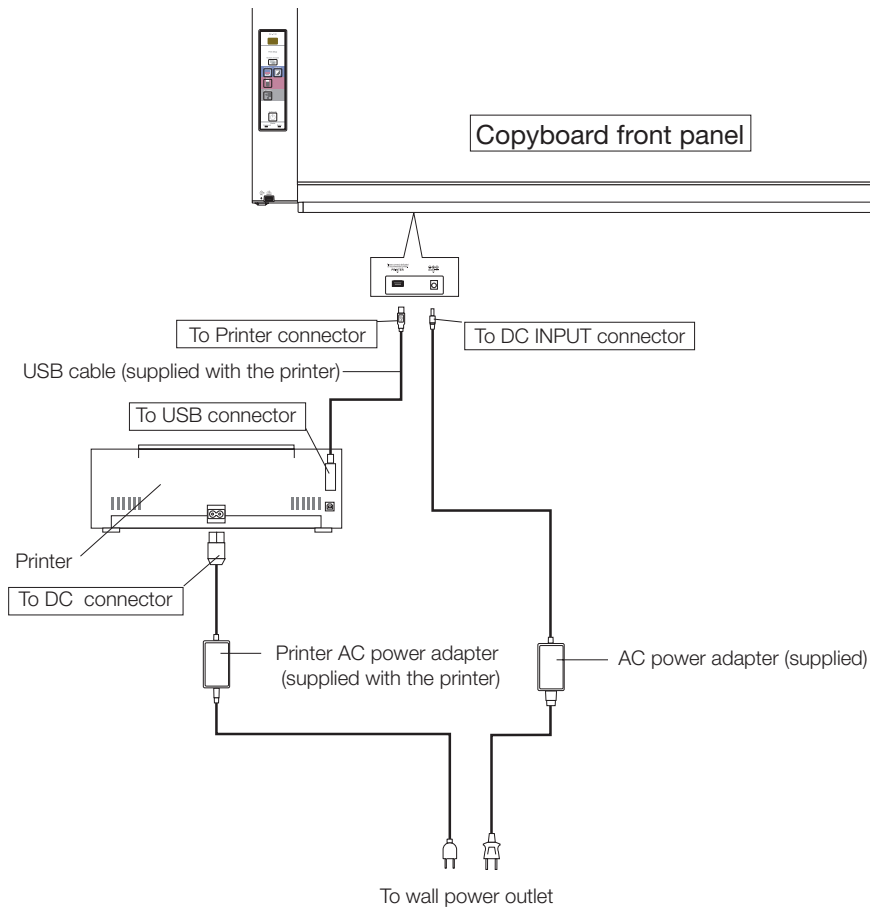 Copyboard front panel
PRINTER
To Printer connector
To DC INPUT connector
USB cable (supplied with the printer)
To USB connector
Printer
To DC connector
Printer AC power adapter
(supplied with the printer)
AC power adapter (supplied)
To wall power outlet